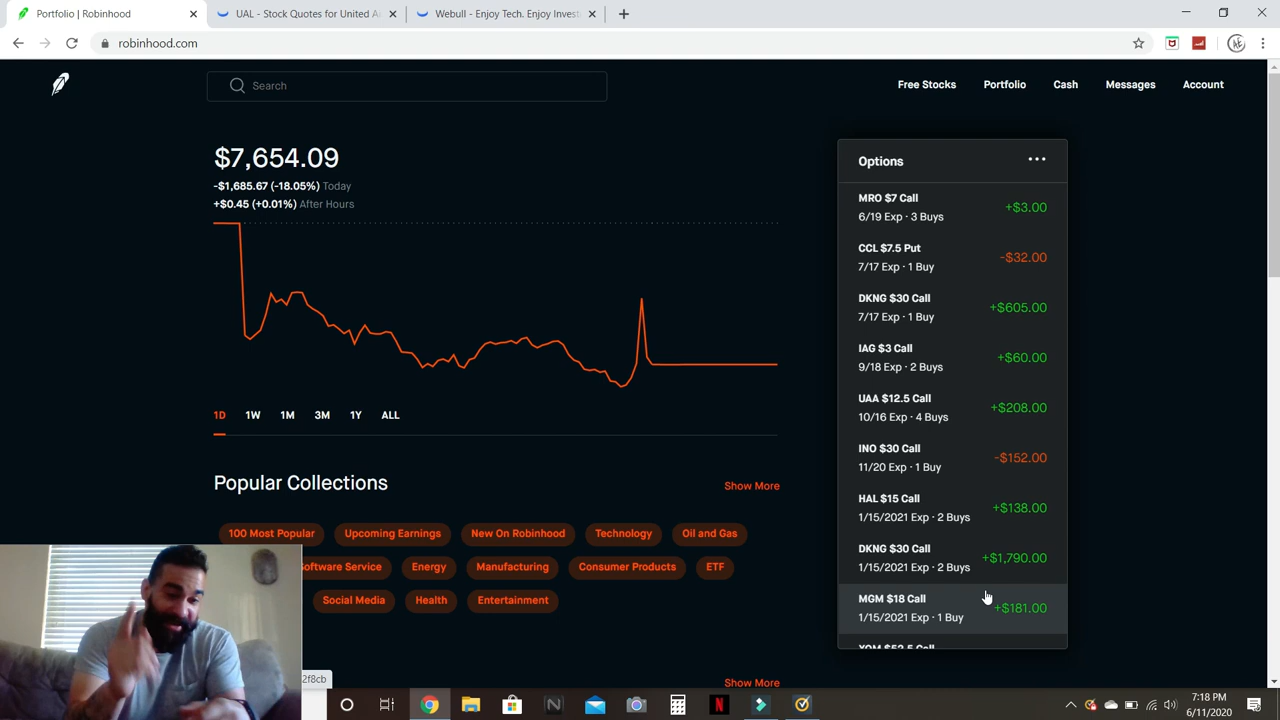 Portfolio | Robinhood
UAL - Stock Quotes for United A
Webull - Enjoy Tech. Enjoy Invest
robinhood.com
Search
Free Stocks
Portfolio
Cash
Messages
Account
$7,654.09
-$1,685.67 (-18.05%) Today
+$0.45 (+0.01%) After Hours
1D 1W 1M 3M 1Y ALL
Popular Collections
Show More
100 Most Popular
Upcoming Earnings
New On Robinhood
Technology
Oil and Gas
Software Service
Energy
Manufacturing
Consumer Products
ETF
Social Media
Health
Entertainment
2f8cb
Show More
Options
MRO $7 Call
6/19 Exp · 3 Buys
+$3.00
CCL $7.5 Put
7/17 Exp · 1 Buy
-$32.00
DKNG $30 Call
7/17 Exp · 1 Buy
+$605.00
IAG $3 Call
9/18 Exp · 2 Buys
+$60.00
UAA $12.5 Call
10/16 Exp · 4 Buys
+$208.00
INO $30 Call
11/20 Exp · 1 Buy
-$152.00
HAL $15 Call
1/15/2021 Exp · 2 Buys
+$138.00
DKNG $30 Call
1/15/2021 Exp · 2 Buys
+$1,790.00
MGM $18 Call
1/15/2021 Exp · 1 Buy
+$181.00
XOM $52.5 Call
7:18 PM
6/11/2020